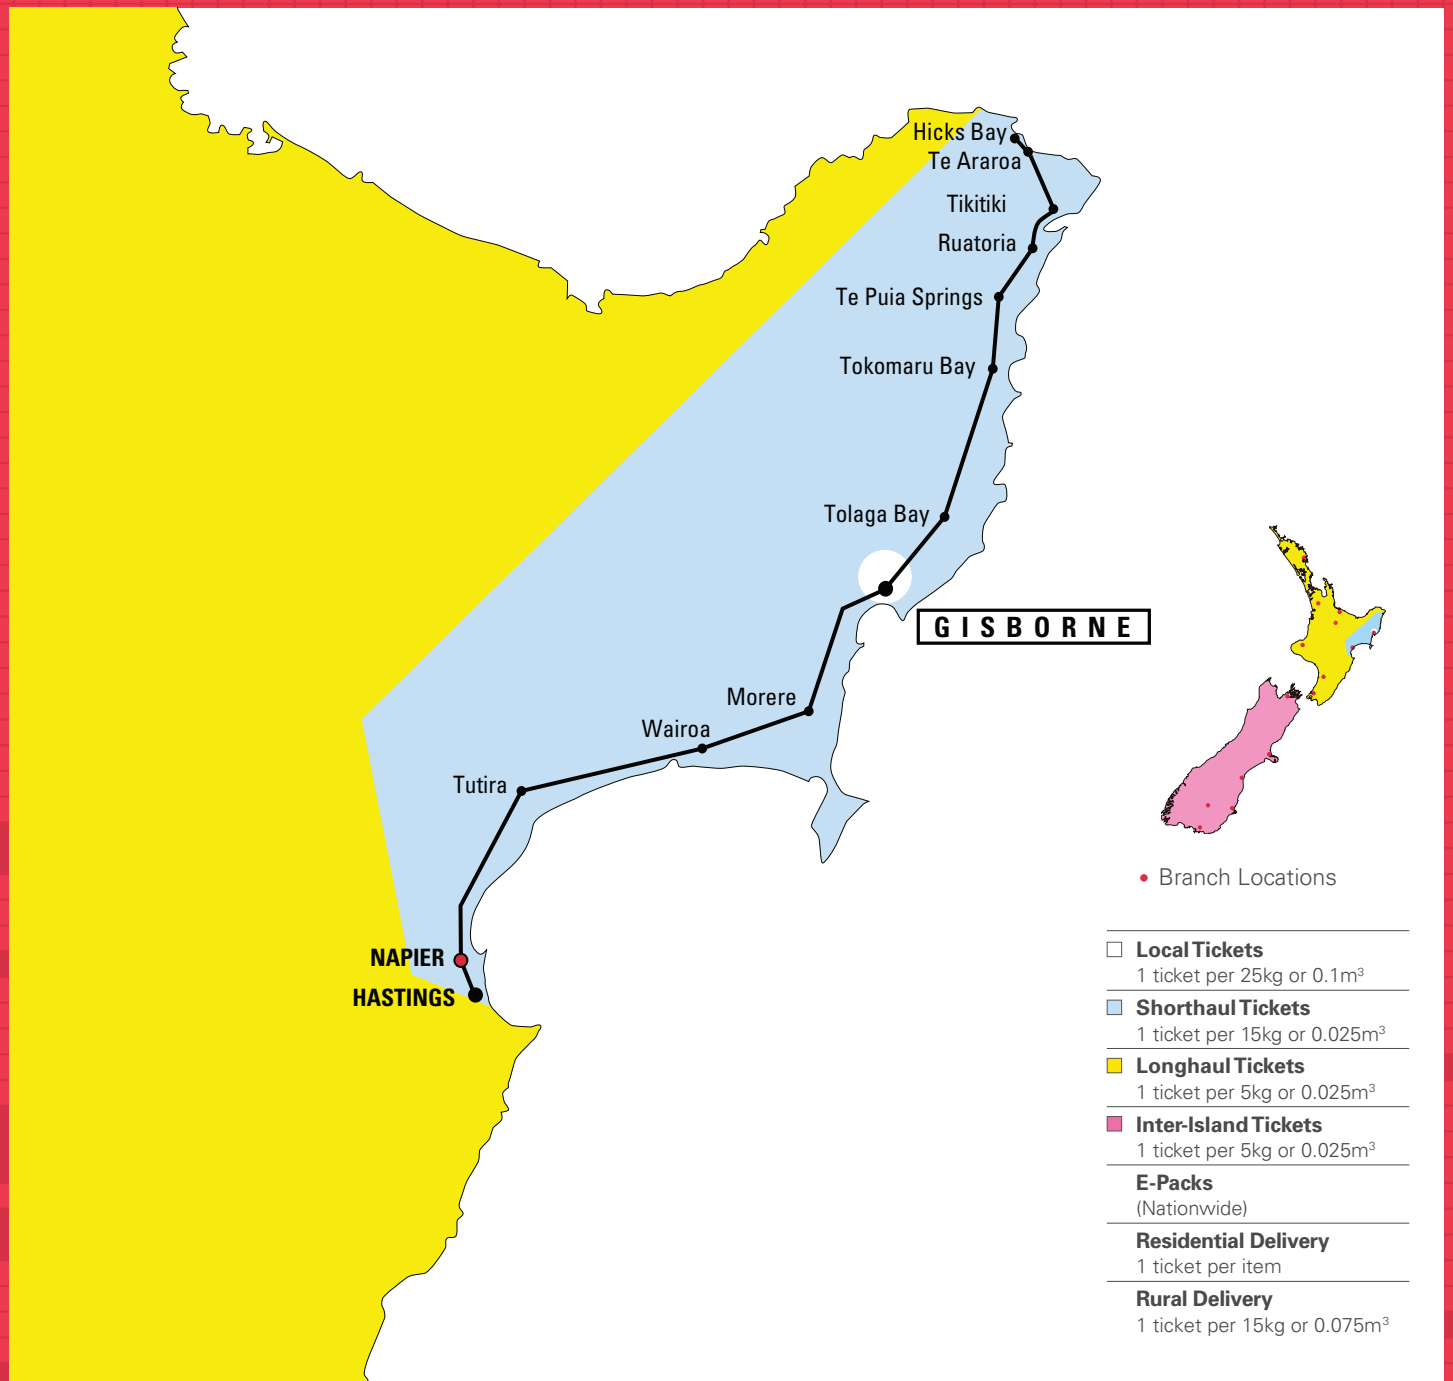 Hicks Bay
Te Araroa
Tikitiki
Ruatoria
Te Puia Springs
Tokomaru Bay
Tolaga Bay
GISBORNE
Morere
Wairoa
Tutira
NAPIER
HASTINGS
Branch Locations
Local Tickets
1 ticket per 25kg or 0.1m³
Shorthaul Tickets
1 ticket per 15kg or 0.025m³
Longhaul Tickets
1 ticket per 5kg or 0.025m³
Inter-Island Tickets
1 ticket per 5kg or 0.025m³
E-Packs
(Nationwide)
Residential Delivery
1 ticket per item
Rural Delivery
1 ticket per 15kg or 0.075m³